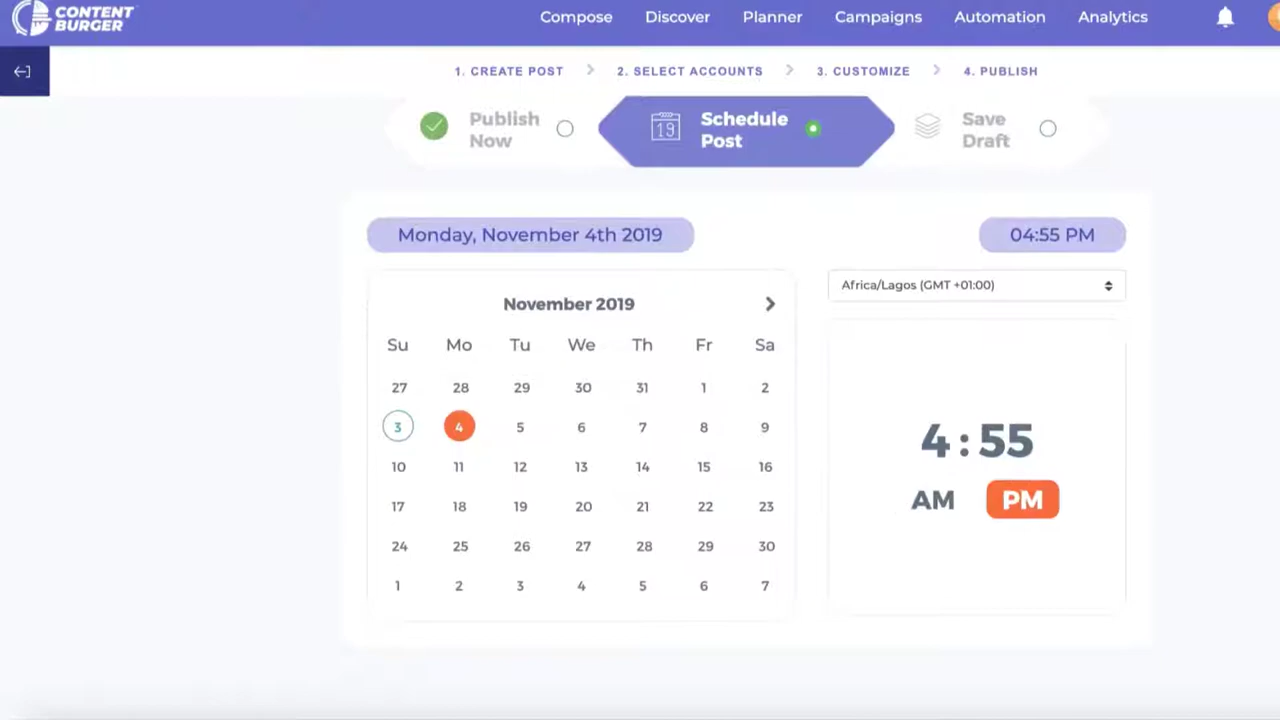 CONTENT
BURGER
Compose Discover Planner Campaigns Automation Analytics
1. CREATE POST > 2. SELECT ACCOUNTS > 3. CUSTOMIZE > 4. PUBLISH
Publish
Now
19
Schedule
Post
Save
Draft
Monday, November 4th 2019
04:55 PM
November 2019
Su Mo Tu We Th Fr Sa
27 28 29 30 31 1 2
3 4 5 6 7 8 9
10 11 12 13 14 15 16
17 18 19 20 21 22 23
24 25 26 27 28 29 30
1 2 3 4 5 6 7
Africa/Lagos (GMT +01:00)
4:55
AM PM